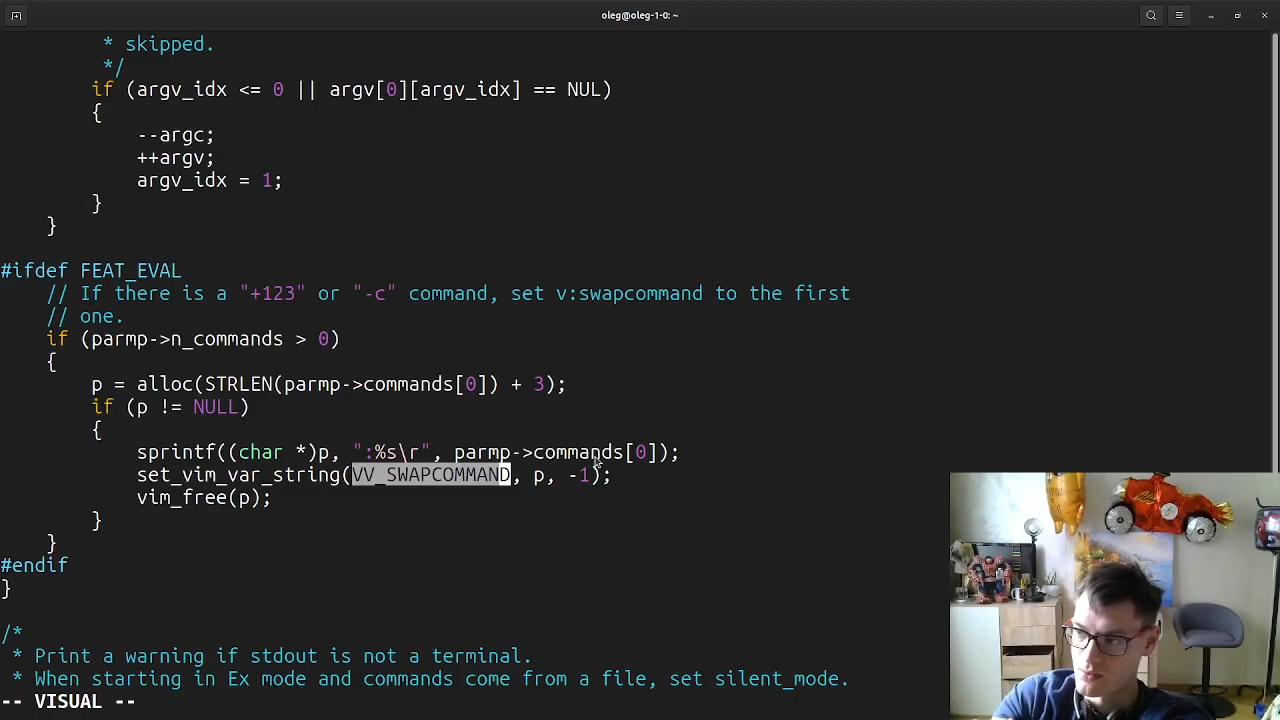 oleg@oleg-1-0: ~
* skipped.
*/
if (argv_idx <= 0 || argv[0][argv_idx] == NUL)
{
--argc;
++argv;
argv_idx = 1;
}
}
#ifdef FEAT_EVAL
// If there is a "+123" or "-c" command, set v:swapcommand to the first
// one.
if (parmp->n_commands > 0)
{
p = alloc(STRLEN(parmp->commands[0]) + 3);
if (p != NULL)
{
sprintf((char *)p, ":%s\r", parmp->commands[0]);
set_vim_var_string(VV_SWAPCOMMAND, p, -1);
vim_free(p);
}
}
#endif
}
/*
* Print a warning if stdout is not a terminal.
* When starting in Ex mode and commands come from a file, set silent_mode.
-- VISUAL --